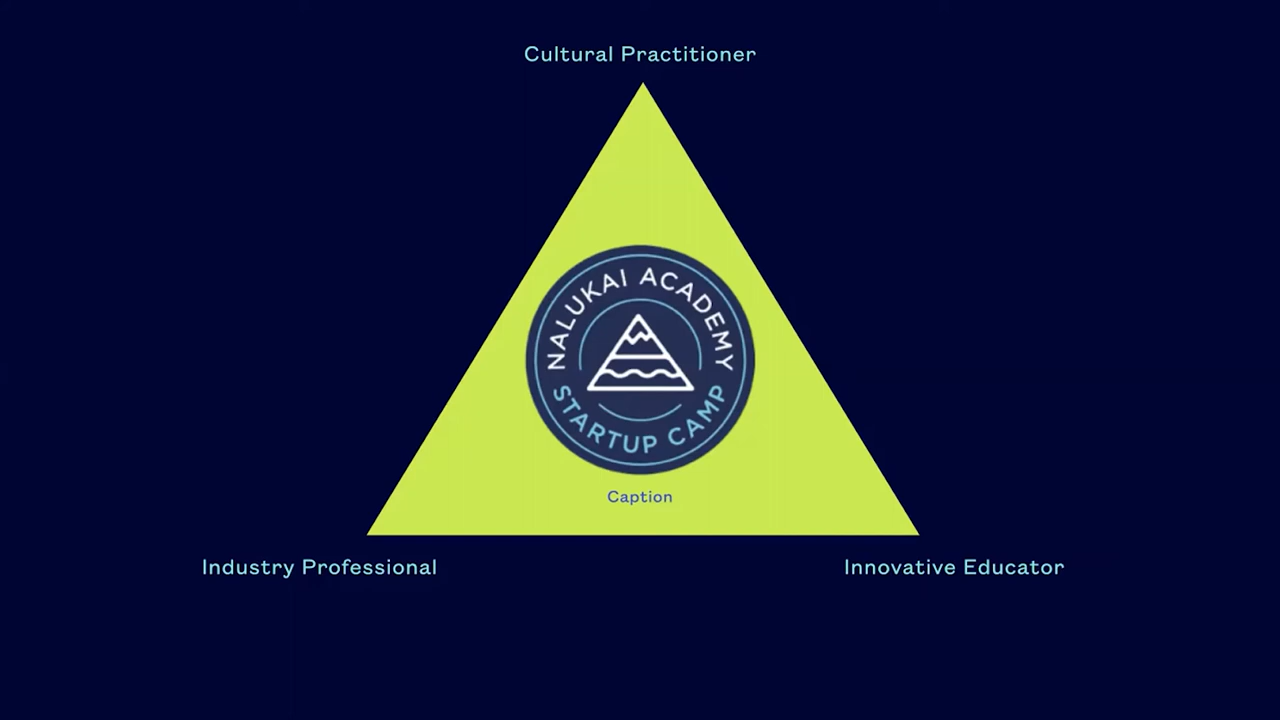 Cultural Practitioner
NALUKAI ACADEMY
STARTUP CAMP
Caption
Industry Professional
Innovative Educator